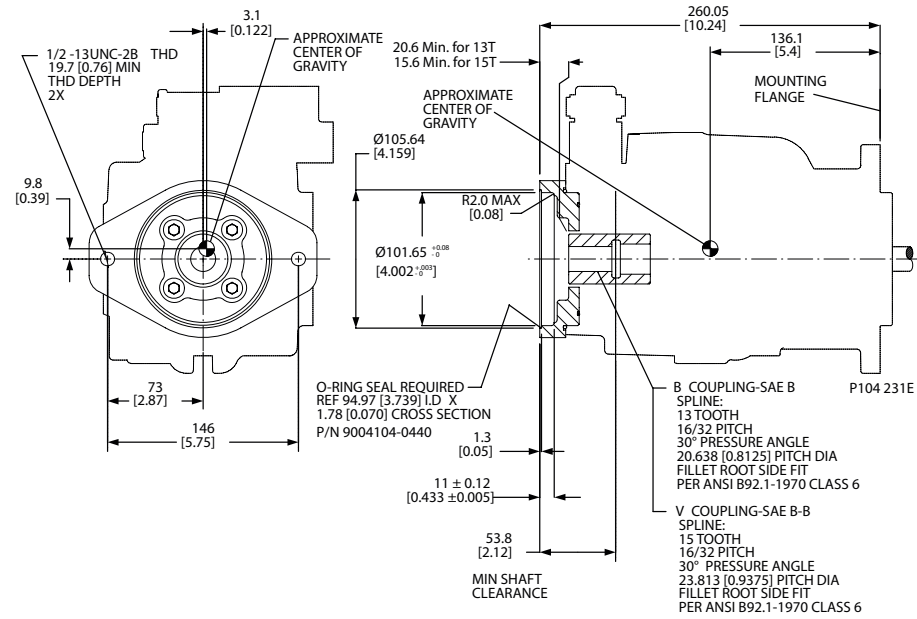 3.1
[0.122]
1/2 -13UNC-2B THD
19.7 [0.76] MIN
THD DEPTH
2X
APPROXIMATE
CENTER OF
GRAVITY
9.8
[0.39]
73
[2.87]
146
[5.75]
260.05
[10.24]
136.1
[5.4]
20.6 Min. for 13T
15.6 Min. for 15T
MOUNTING
FLANGE
APPROXIMATE
CENTER OF
GRAVITY
Ø105.64
[4.159]
R2.0 MAX
[0.08]
Ø101.65 +0.08 -0
[4.002 +.003 -0]
O-RING SEAL REQUIRED
REF 94.97 [3.739] I.D X
1.78 [0.070] CROSS SECTION
P/N 9004104-0440
1.3
[0.05]
11 ± 0.12
[0.433 ±0.005]
53.8
[2.12]
MIN SHAFT
CLEARANCE
P104 231E
B COUPLING-SAE B
SPLINE:
13 TOOTH
16/32 PITCH
30° PRESSURE ANGLE
20.638 [0.8125] PITCH DIA
FILLET ROOT SIDE FIT
PER ANSI B92.1-1970 CLASS 6
V COUPLING-SAE B-B
SPLINE:
15 TOOTH
16/32 PITCH
30° PRESSURE ANGLE
23.813 [0.9375] PITCH DIA
FILLET ROOT SIDE FIT
PER ANSI B92.1-1970 CLASS 6